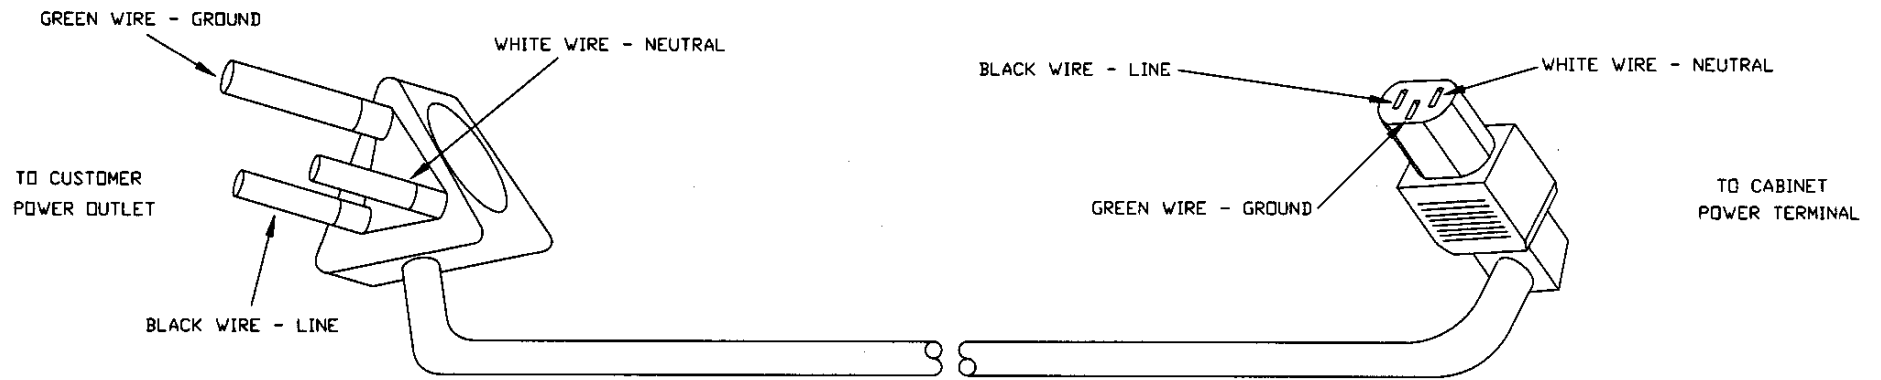 GREEN WIRE - GROUND
WHITE WIRE - NEUTRAL
TO CUSTOMER
POWER OUTLET
BLACK WIRE - LINE
BLACK WIRE - LINE
WHITE WIRE - NEUTRAL
GREEN WIRE - GROUND
TO CABINET
POWER TERMINAL